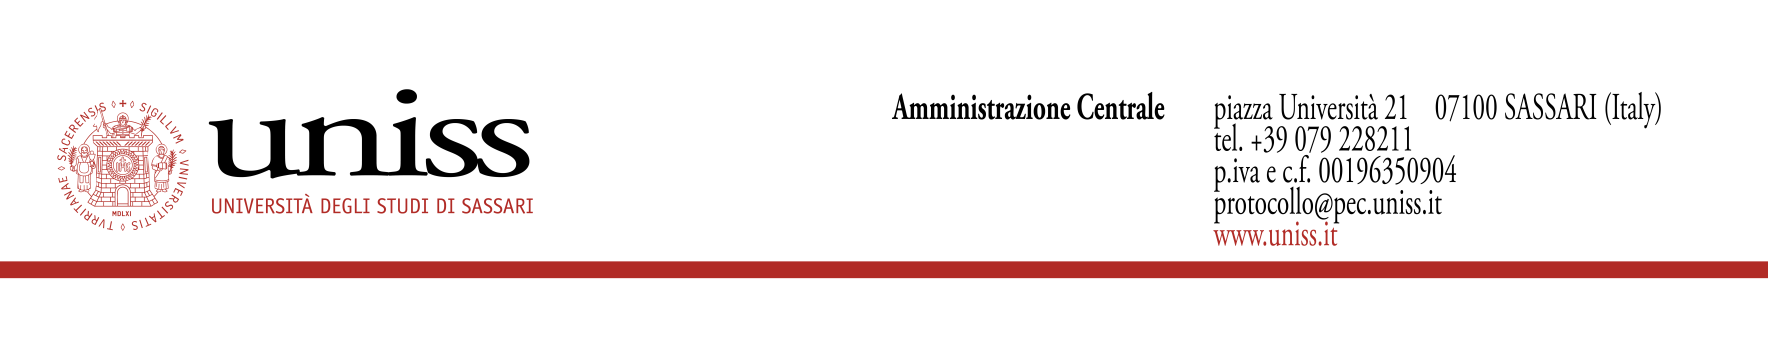 SACERENSIS ◊ + ◊ SIGILLVM ◊ VNIVERSITATIS ◊ TVRRITANAE ◊
MDLXI
uniss
UNIVERSITÀ DEGLI STUDI DI SASSARI
Amministrazione Centrale
piazza Università 21 07100 SASSARI (Italy)
tel. +39 079 228211
p.iva e c.f. 00196350904
protocollo@pec.uniss.it
www.uniss.it